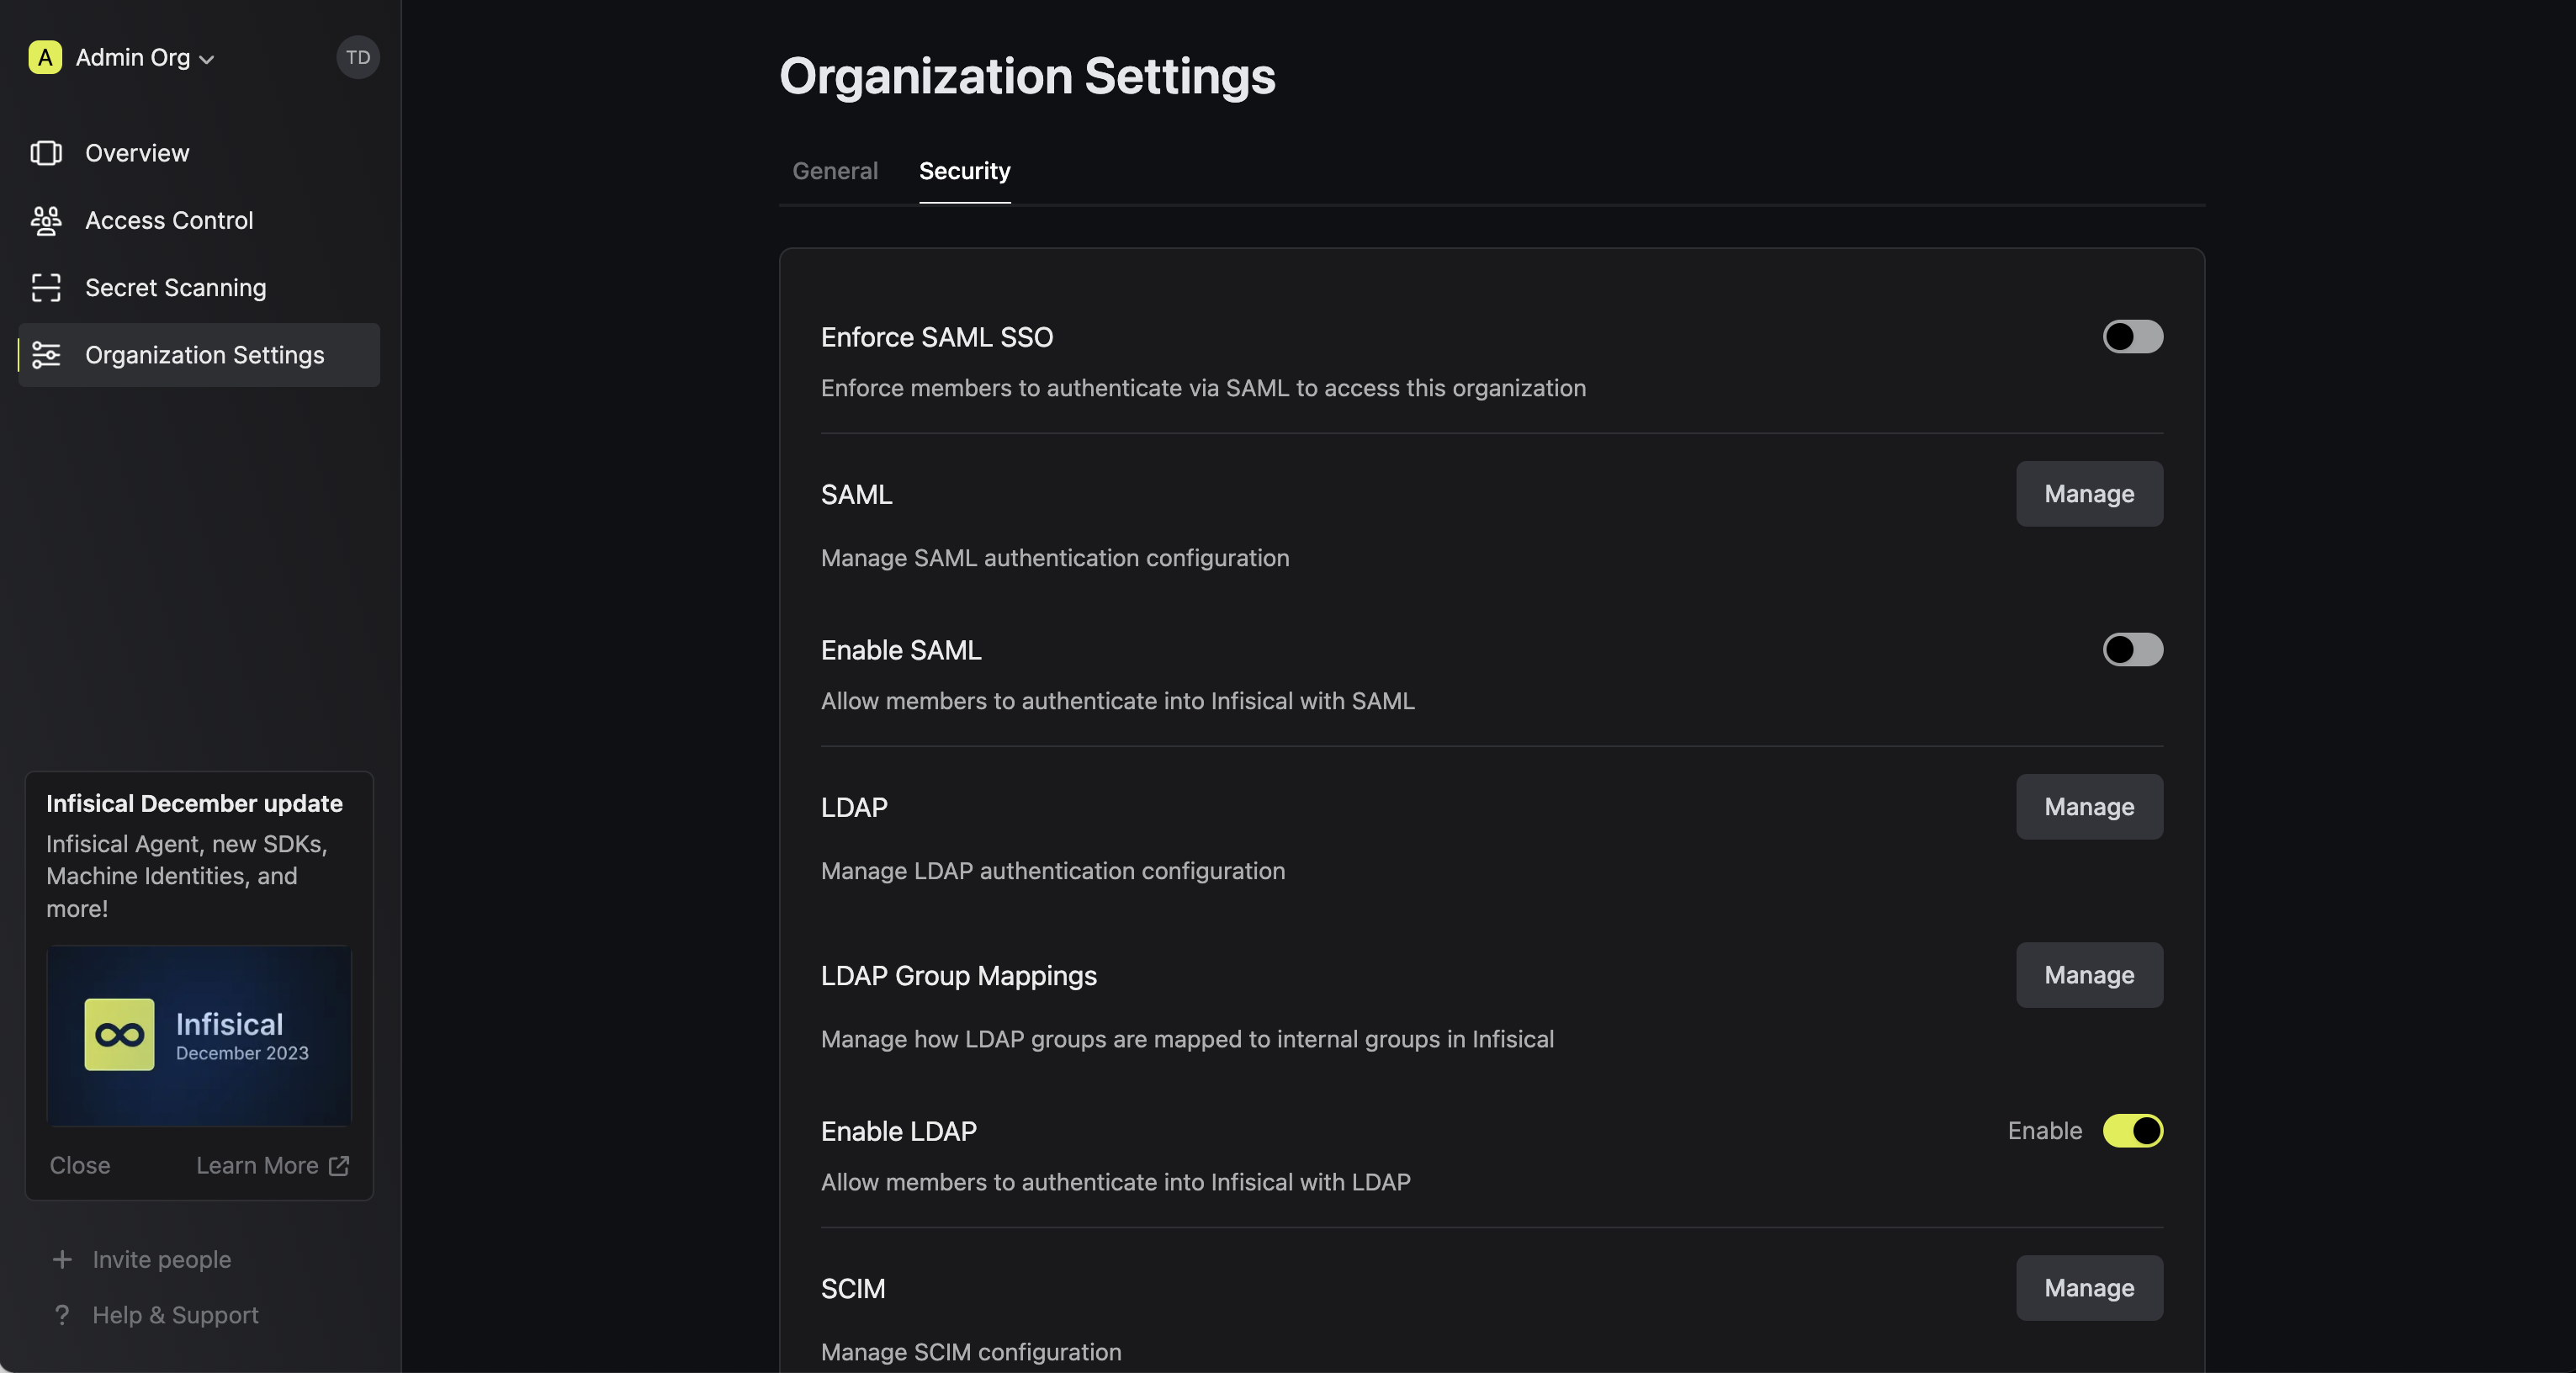 A Admin Org
TD
Overview
Access Control
Secret Scanning
Organization Settings
Infisical December update
Infisical Agent, new SDKs,
Machine Identities, and
more!
Infisical
December 2023
Close
Learn More
Invite people
? Help & Support
Organization Settings
General
Security
Enforce SAML SSO
Enforce members to authenticate via SAML to access this organization
SAML
Manage
Manage SAML authentication configuration
Enable SAML
Allow members to authenticate into Infisical with SAML
LDAP
Manage
Manage LDAP authentication configuration
LDAP Group Mappings
Manage
Manage how LDAP groups are mapped to internal groups in Infisical
Enable LDAP
Enable
Allow members to authenticate into Infisical with LDAP
SCIM
Manage
Manage SCIM configuration